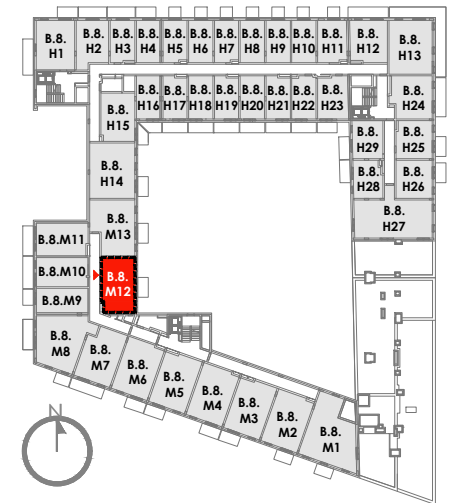 B.8.
H1
B.8.
H2
B.8.
H3
B.8.
H4
B.8.
H5
B.8.
H6
B.8.
H7
B.8.
H8
B.8.
H9
B.8.
H10
B.8.
H11
B.8.
H12
B.8.
H13
B.8.
H15
B.8.
H16
B.8.
H17
B.8.
H18
B.8.
H19
B.8.
H20
B.8.
H21
B.8.
H22
B.8.
H23
B.8.
H24
B.8.
H29
B.8.
H25
B.8.
H28
B.8.
H26
B.8.
H14
B.8.
H27
B.8.
M13
B.8.M11
B.8.M10
B.8.M9
B.8.
M12
B.8.
M8
B.8.
M7
B.8.
M6
B.8.
M5
B.8.
M4
B.8.
M3
B.8.
M2
B.8.
M1
N